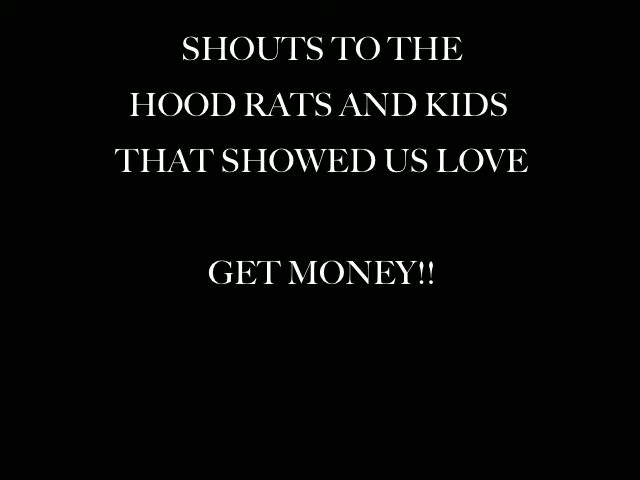 SHOUTS TO THE
HOOD RATS AND KIDS
THAT SHOWED US LOVE
GET MONEY!!